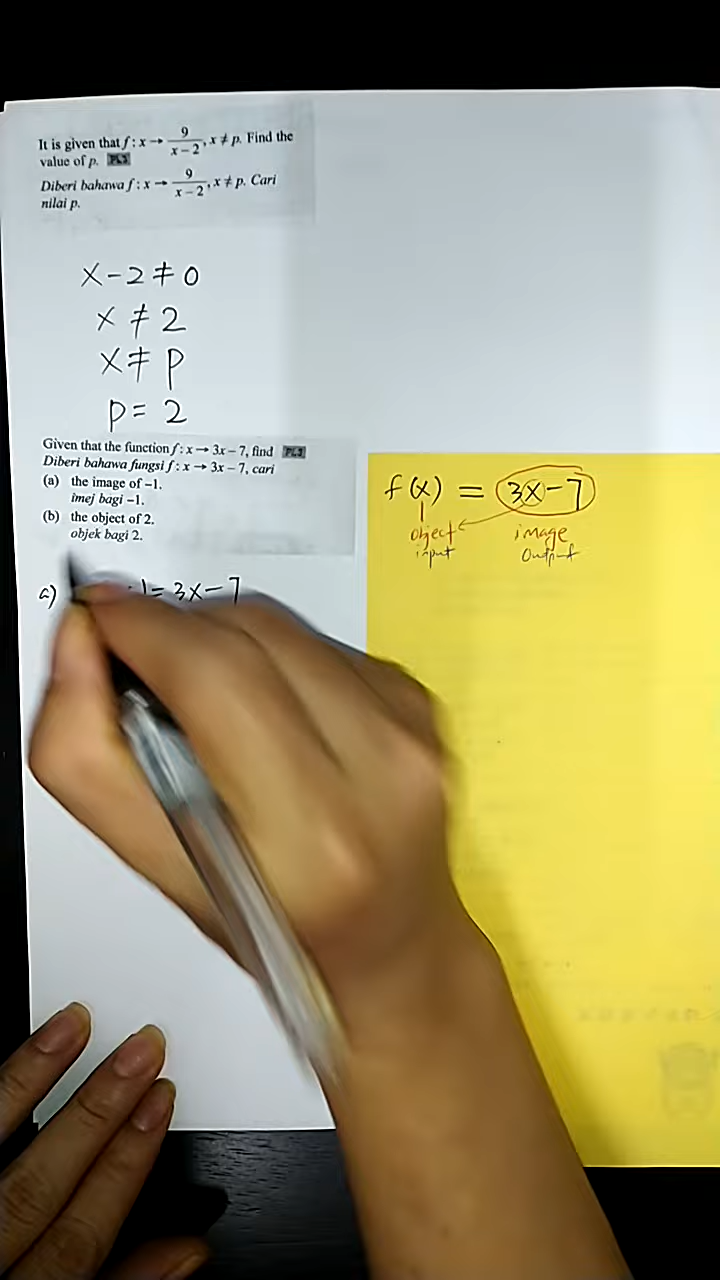 It is given that f : x → 9/(x – 2), x ≠ p. Find the
value of p. PL3
Diberi bahawa f : x → 9/(x – 2), x ≠ p. Cari
nilai p.
x – 2 ≠ 0
x ≠ 2
x ≠ p
p = 2
Given that the function f : x → 3x – 7, find
Diberi bahawa fungsi f : x → 3x – 7, cari
(a) the image of –1.
imej bagi –1.
(b) the object of 2.
objek bagi 2.
a) = 3x – 7
f(x) = 3x – 7
object image
input output